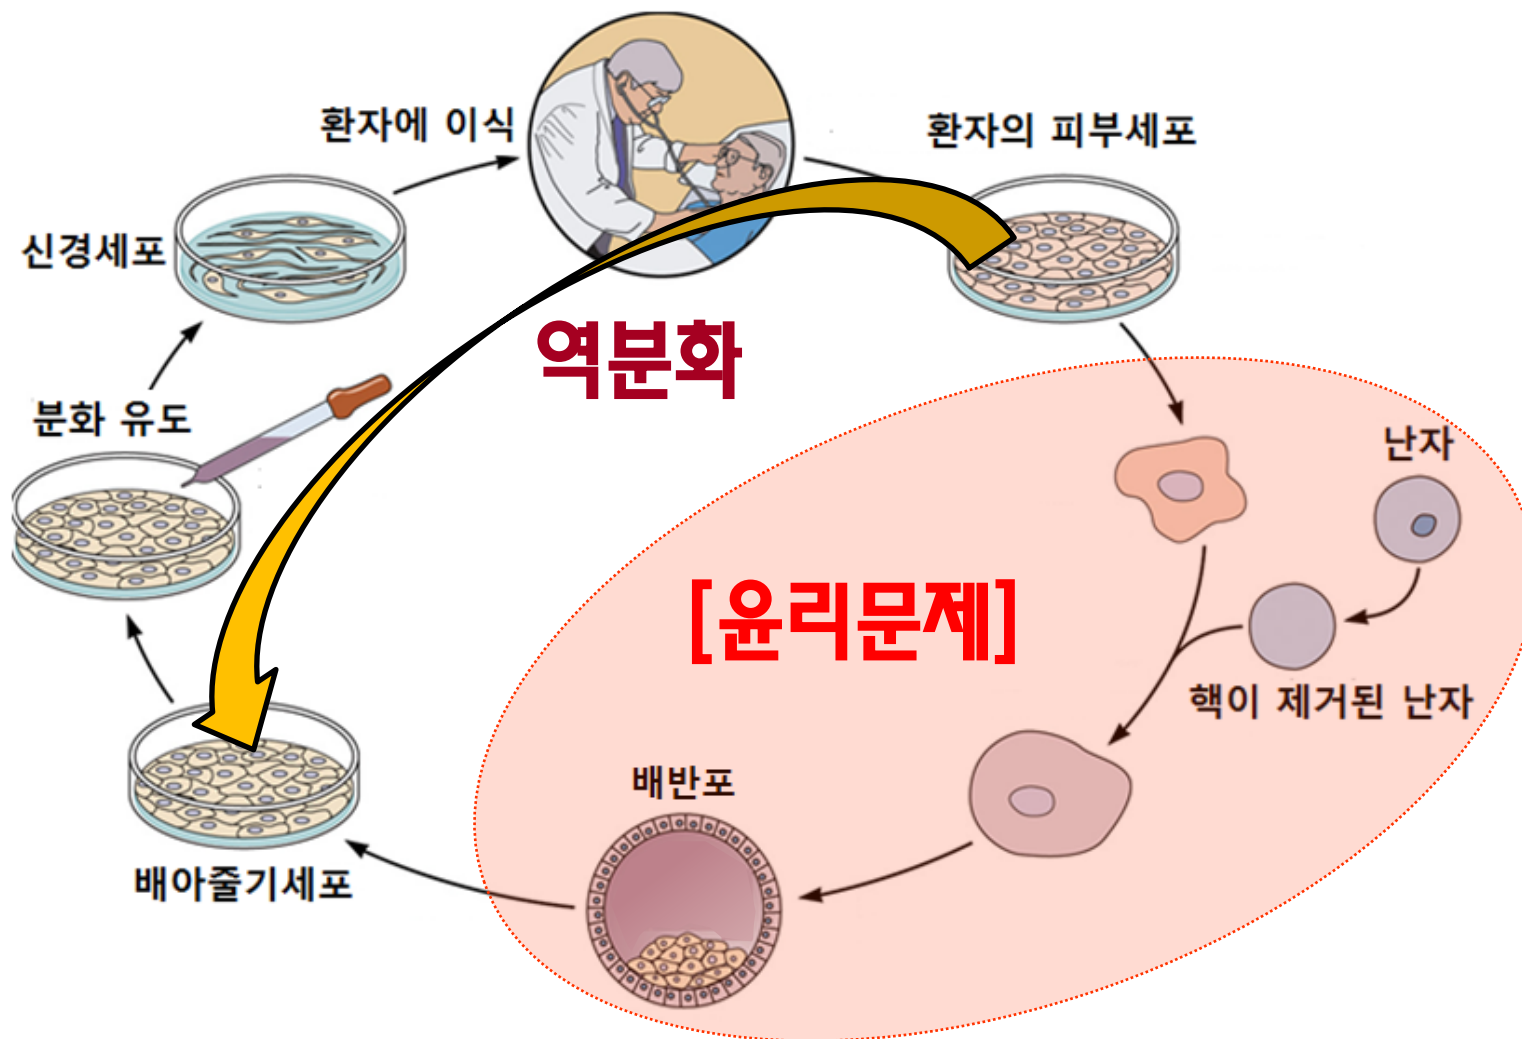 환자에 이식
환자의 피부세포
신경세포
역분화
분화 유도
난자
[윤리문제]
핵이 제거된 난자
배반포
배아줄기세포